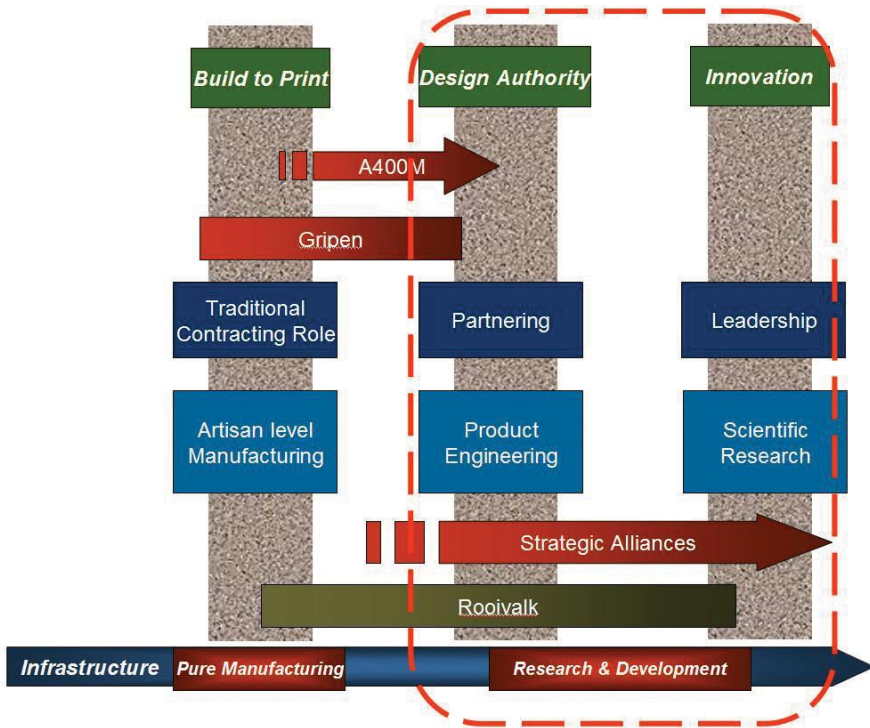 Build to Print
Design Authority
Innovation
A400M
Gripen
Traditional
Contracting Role
Partnering
Leadership
Artisan level
Manufacturing
Product
Engineering
Scientific
Research
Strategic Alliances
Rooivalk
Infrastructure
Pure Manufacturing
Research & Development